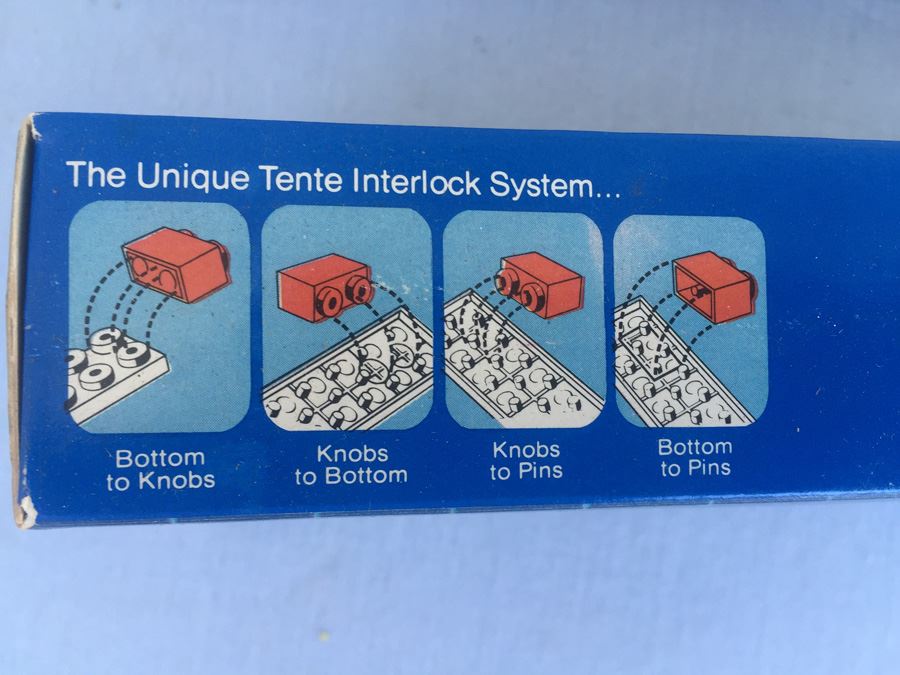 The Unique Tente Interlock System...
Bottom
to Knobs
Knobs
to Bottom
Knobs
to Pins
Bottom
to Pins